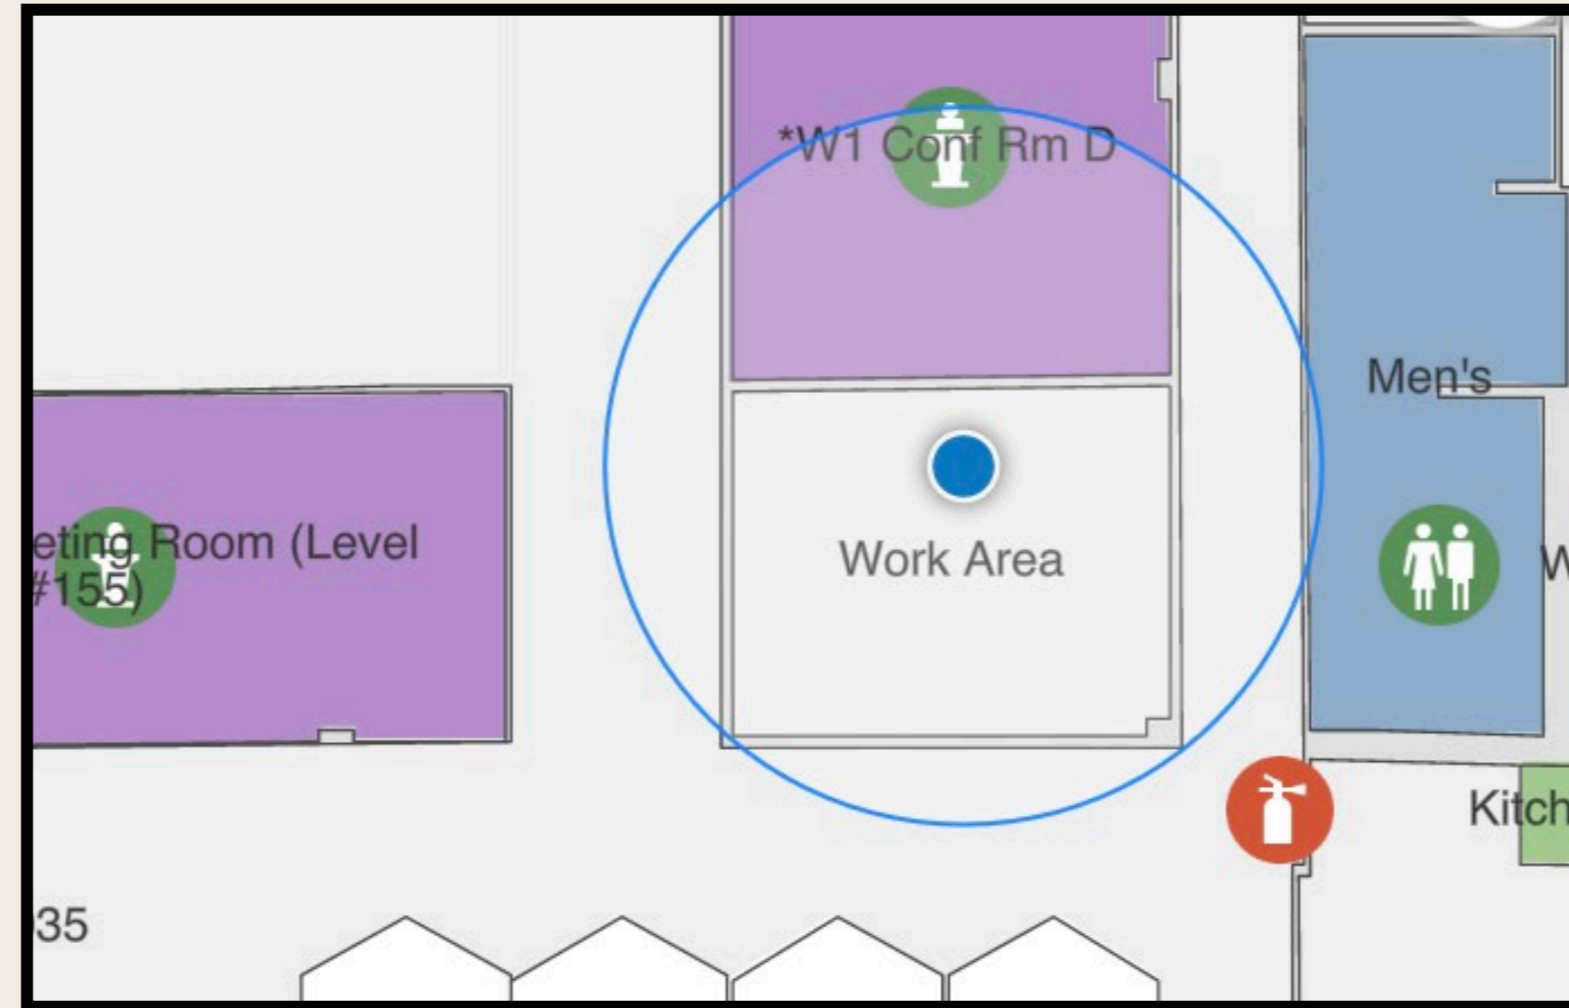 *W1 Conf Rm D
Men's
eting Room (Level
#155)
Work Area
W
Kitch
35